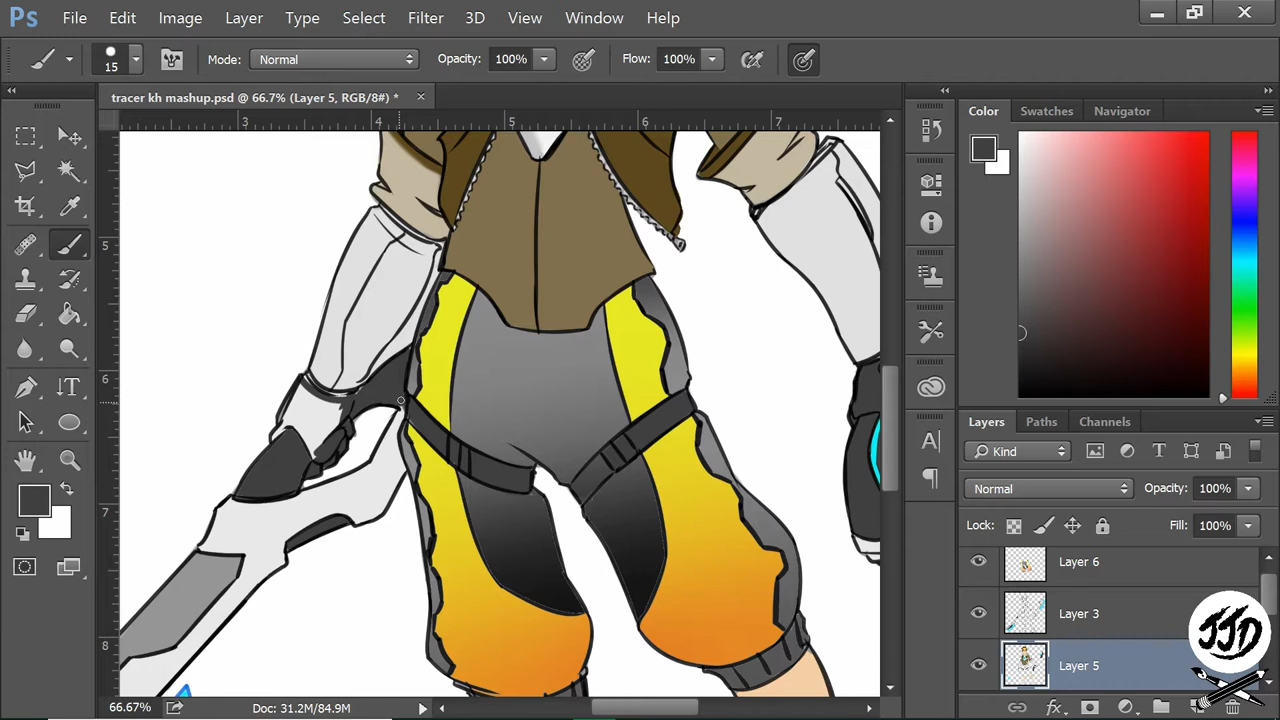 Ps File Edit Image Layer Type Select Filter 3D View Window Help
15 Mode: Normal Opacity: 100% Flow: 100%
tracer kh mashup.psd @ 66.7% (Layer 5, RGB/8#) *
3 4 5 6 7
5
6
7
8
Color Swatches Navigator
Layers Paths Channels
Kind
Normal Opacity: 100%
Lock: Fill: 100%
Layer 6
Layer 3
Layer 5
JJD
66.67% Doc: 31.2M/84.9M